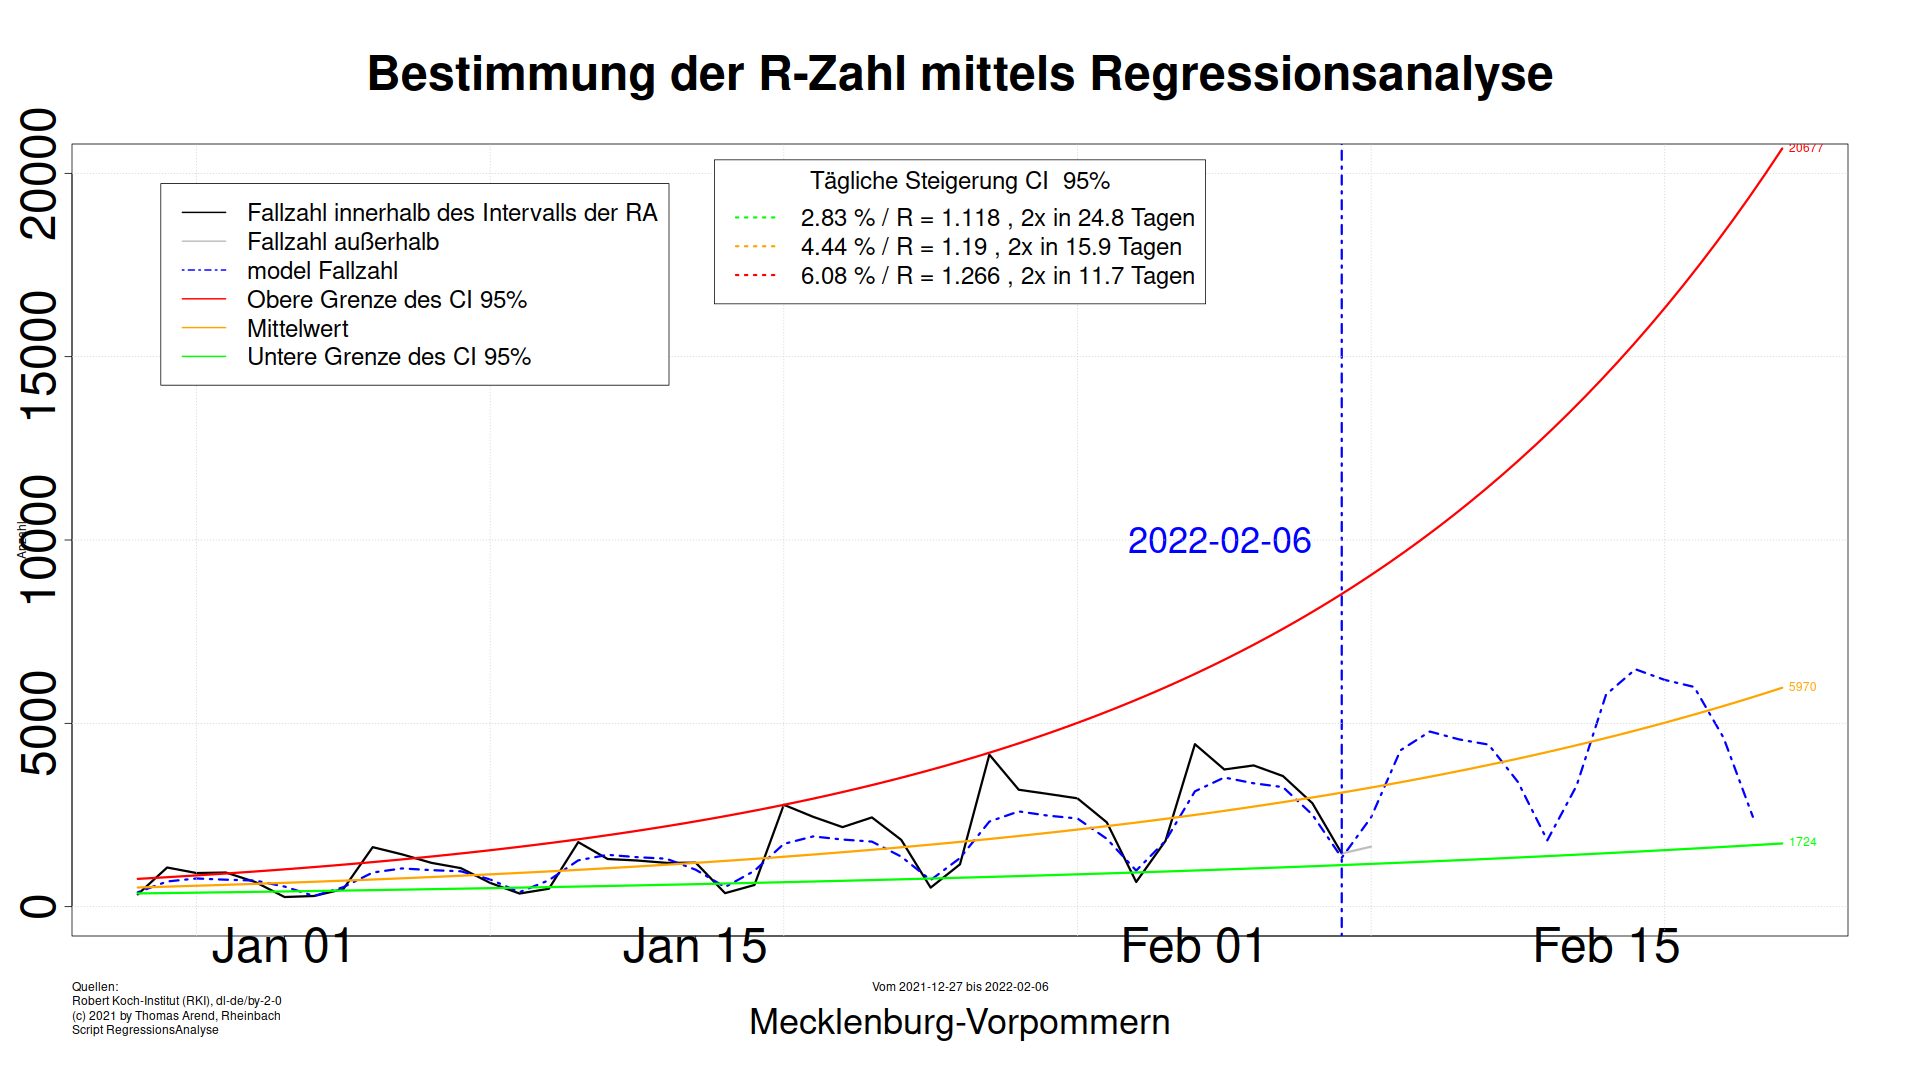 Bestimmung der R-Zahl mittels Regressionsanalyse
20000
15000
10000
5000
0
Anzahl
Fallzahl innerhalb des Intervalls der RA
Fallzahl außerhalb
model Fallzahl
Obere Grenze des CI 95%
Mittelwert
Untere Grenze des CI 95%
Tägliche Steigerung CI  95%
2.83 % / R = 1.118 , 2x in 24.8 Tagen
4.44 % / R = 1.19 , 2x in 15.9 Tagen
6.08 % / R = 1.266 , 2x in 11.7 Tagen
20677
2022-02-06
5970
1724
Jan 01
Jan 15
Feb 01
Feb 15
Quellen:
Robert Koch-Institut (RKI), dl-de/by-2-0
(c) 2021 by Thomas Arend, Rheinbach
Script RegressionsAnalyse
Vom 2021-12-27 bis 2022-02-06
Mecklenburg-Vorpommern